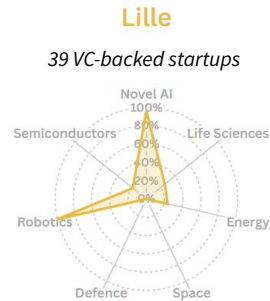 Lille
39 VC-backed startups
Novel AI
100%
80%
Semiconductors
Life Sciences
60%
40%
20%
0%
Robotics
Energy
Defence
Space